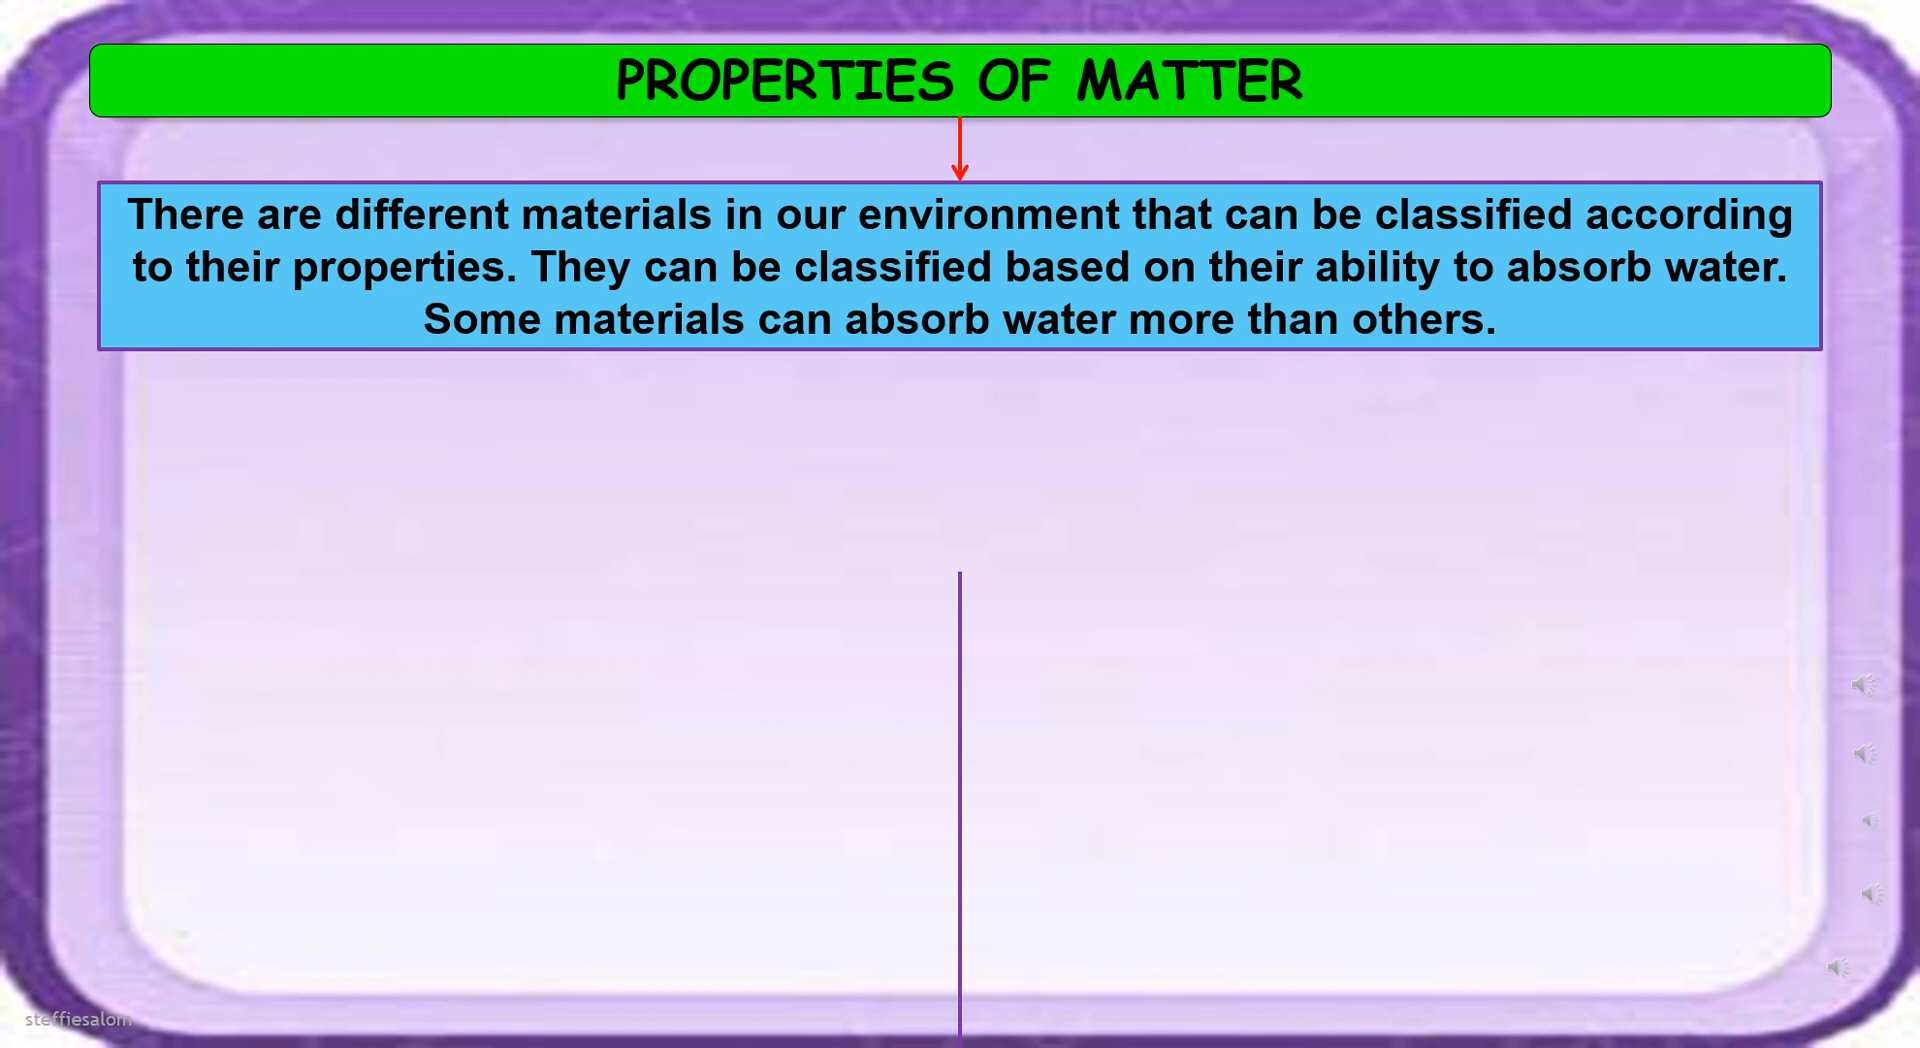 PROPERTIES OF MATTER
There are different materials in our environment that can be classified according
to their properties. They can be classified based on their ability to absorb water.
Some materials can absorb water more than others.
steffiesalom